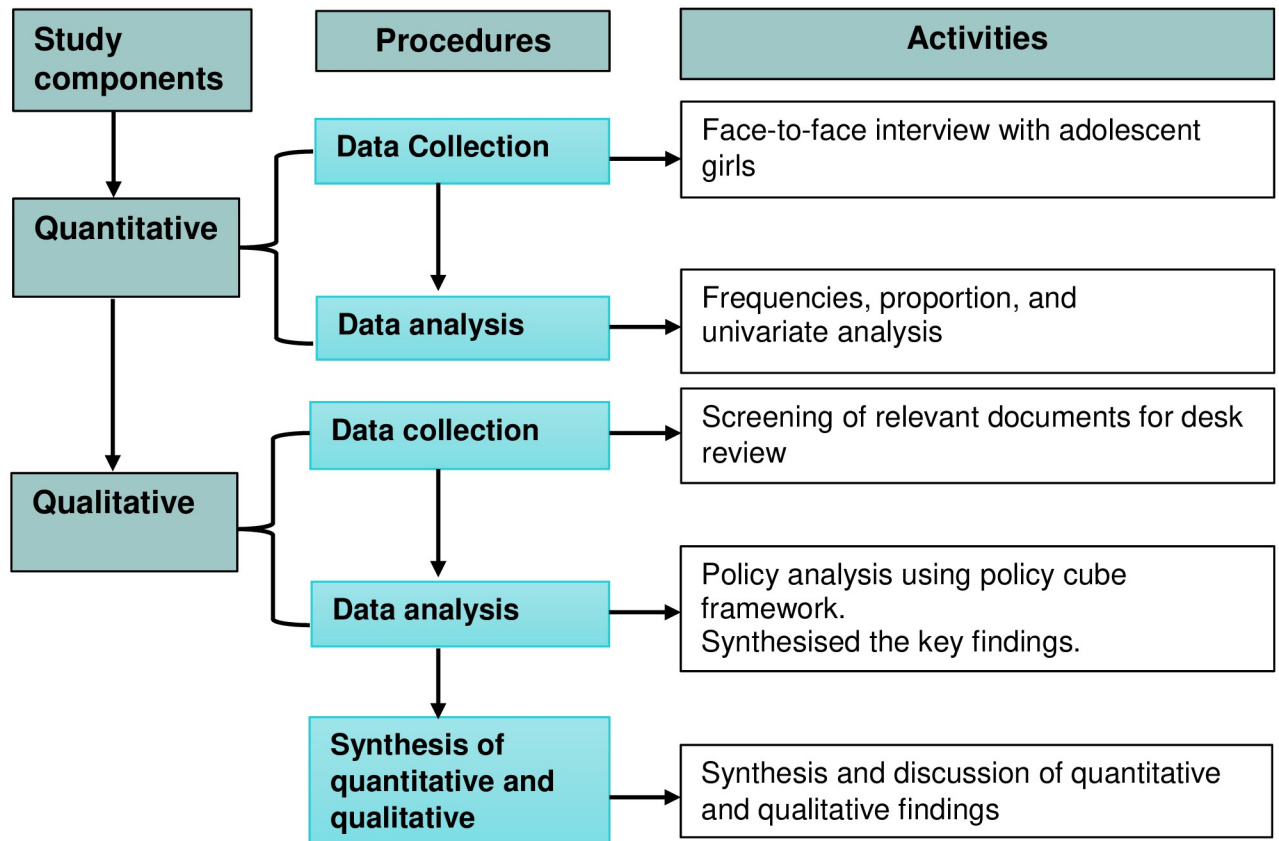 Study
components
Procedures
Activities
Quantitative
Data Collection
Face-to-face interview with adolescent
girls
Data analysis
Frequencies, proportion, and
univariate analysis
Qualitative
Data collection
Screening of relevant documents for desk
review
Data analysis
Policy analysis using policy cube
framework.
Synthesised the key findings.
Synthesis of
quantitative and
qualitative
Synthesis and discussion of quantitative
and qualitative findings